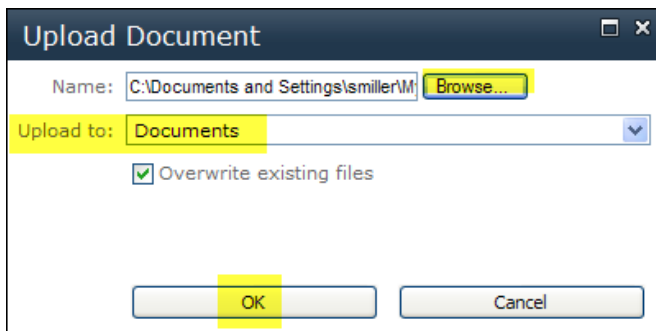 Upload Document
Name: C:\Documents and Settings\smiller\M Browse...
Upload to: Documents
Overwrite existing files
OK Cancel